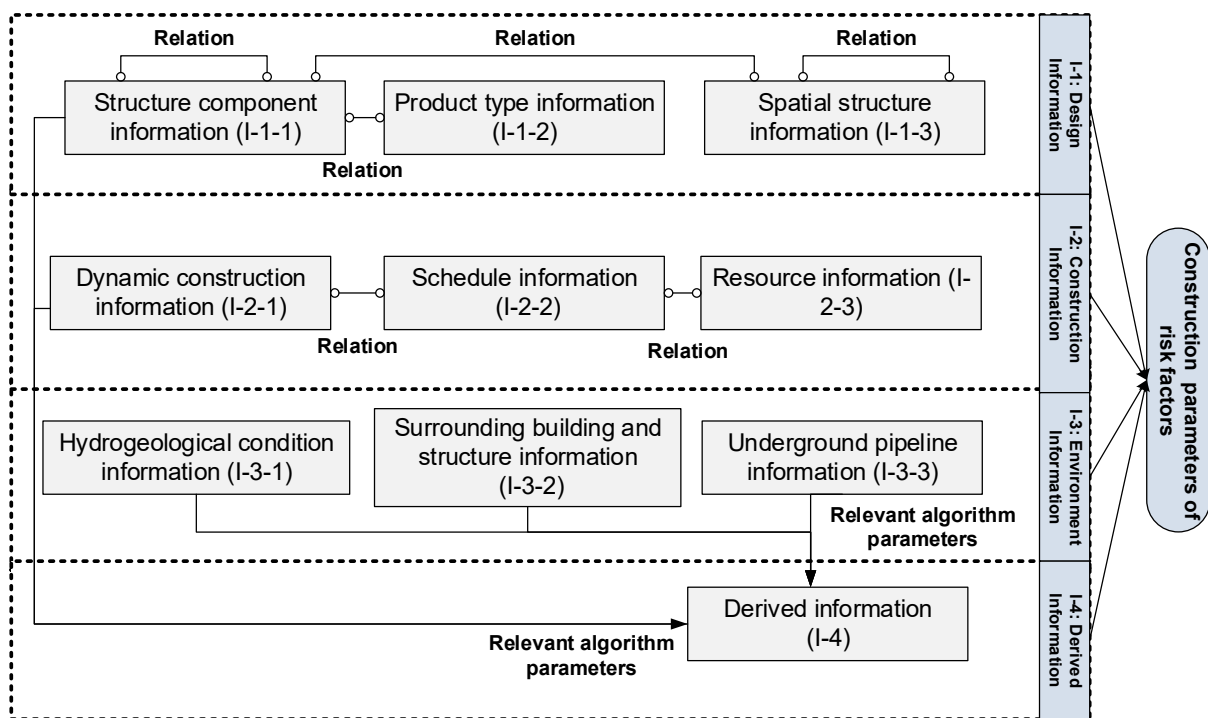 Relation
Relation
Relation
Structure component
information (I-1-1)
Product type information
(I-1-2)
Spatial structure
information (I-1-3)
Relation
I-1: Design
Information
Dynamic construction
information (I-2-1)
Schedule information
(I-2-2)
Resource information (I-
2-3)
Relation
Relation
I-2: Construction
Information
Hydrogeological condition
information (I-3-1)
Surrounding building and
structure information
(I-3-2)
Underground pipeline
information (I-3-3)
Relevant algorithm
parameters
I-3: Environment
Information
Derived information
(I-4)
Relevant algorithm
parameters
I-4: Derived
Information
Construction parameters of
risk factors